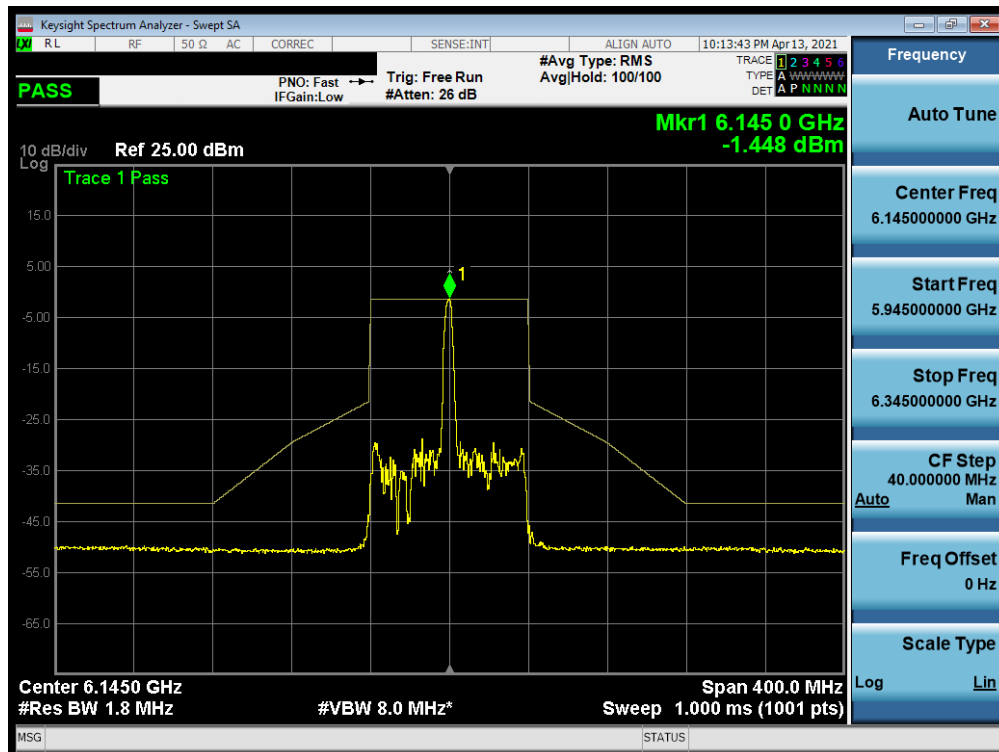 Keysight Spectrum Analyzer - Swept SA
LXI RL RF 50 Ω AC CORREC SENSE:INT ALIGN AUTO 10:13:43 PM Apr 13, 2021
PASS
PNO: Fast
IFGain:Low
Trig: Free Run
#Atten: 26 dB
#Avg Type: RMS
Avg|Hold: 100/100
TRACE 1 2 3 4 5 6
TYPE A WWWWW
DET A P N N N N
Mkr1 6.145 0 GHz
-1.448 dBm
10 dB/div Ref 25.00 dBm
Log
Trace 1 Pass
1
15.0
5.00
-5.00
-15.0
-25.0
-35.0
-45.0
-55.0
-65.0
Center 6.1450 GHz Span 400.0 MHz
#Res BW 1.8 MHz #VBW 8.0 MHz* Sweep 1.000 ms (1001 pts)
MSG STATUS
Frequency
Auto Tune
Center Freq
6.145000000 GHz
Start Freq
5.945000000 GHz
Stop Freq
6.345000000 GHz
CF Step
40.000000 MHz
Auto Man
Freq Offset
0 Hz
Scale Type
Log Lin